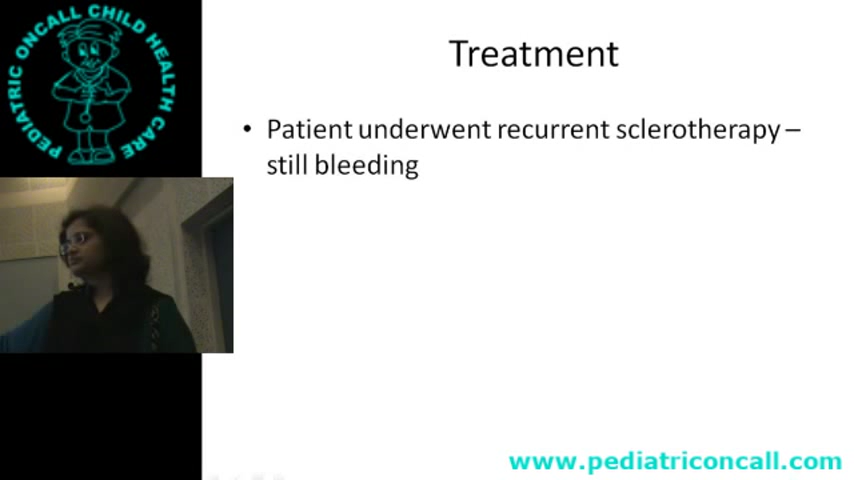 PEDIATRIC ONCALL CHILD HEALTH CARE
Treatment
• Patient underwent recurrent sclerotherapy –
still bleeding
www.pediatriconcall.com